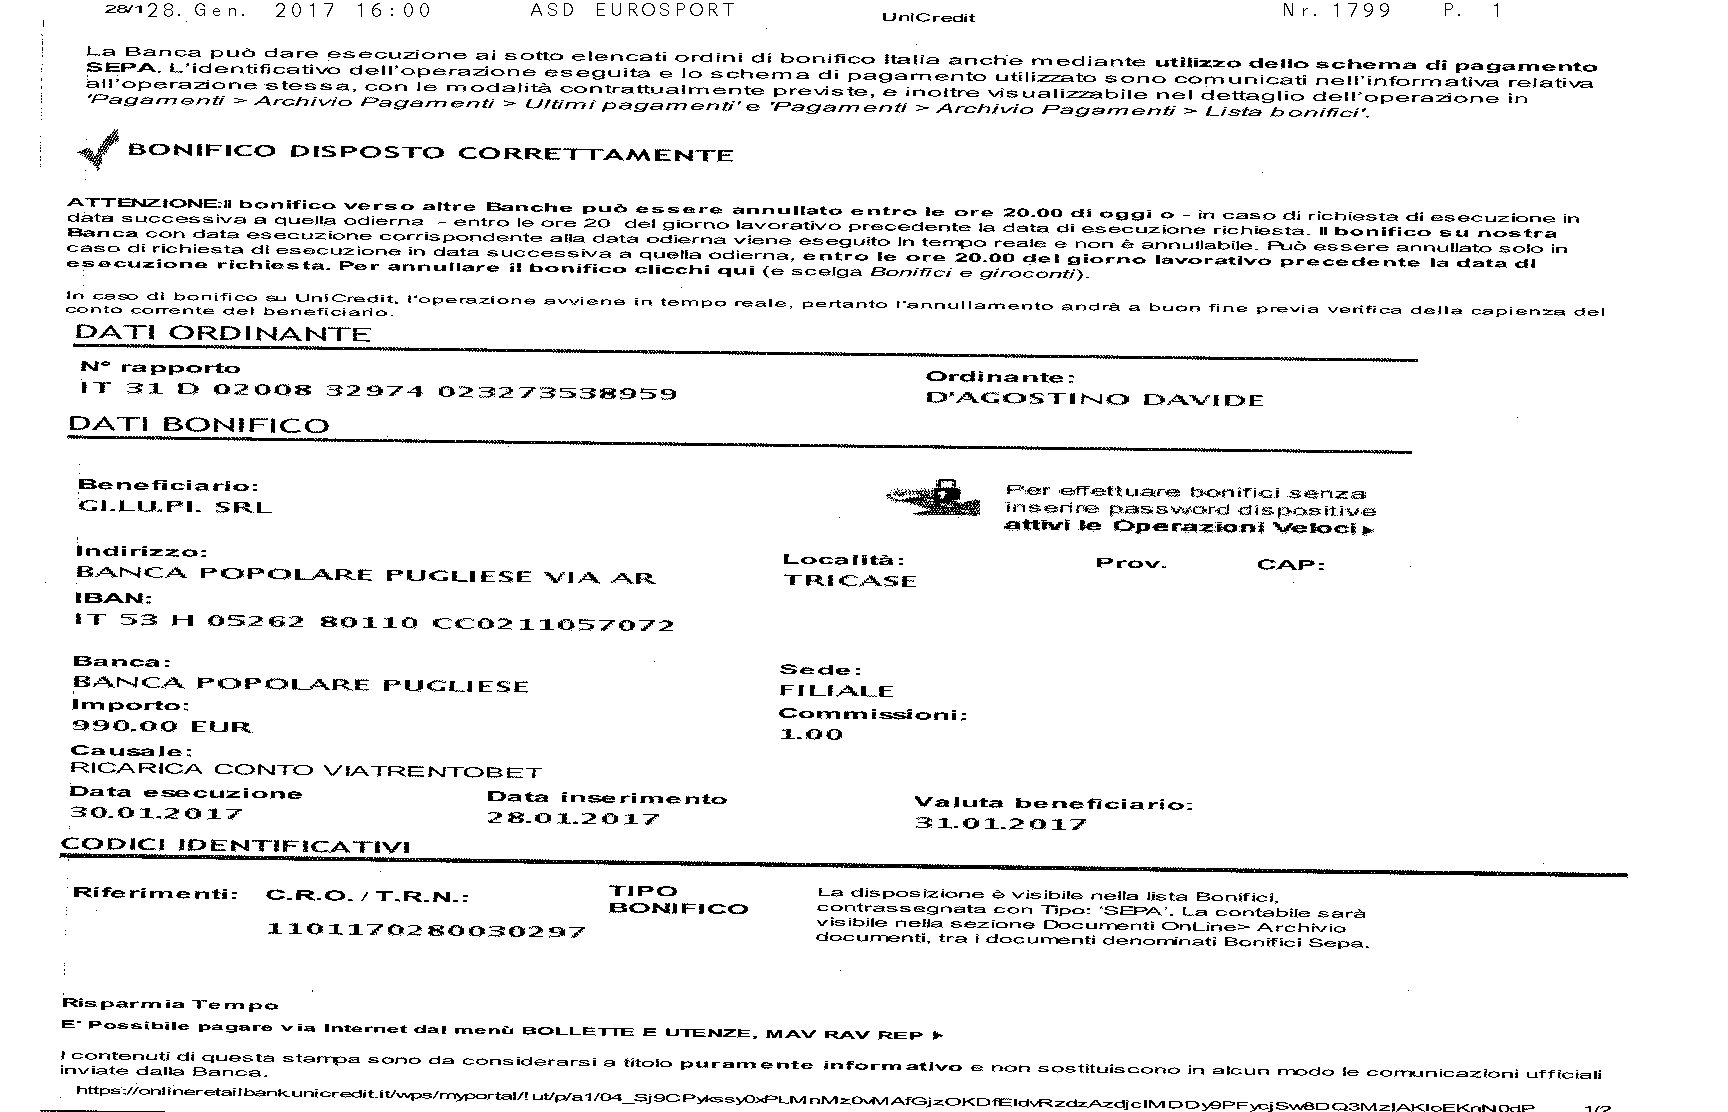 28/1 28. Gen. 2017 16:00 ASD EUROSPORT UniCredit Nr. 1799 P. 1
La Banca può dare esecuzione ai sotto elencati ordini di bonifico Italia anche mediante utilizzo dello schema di pagamento
SEPA. L'identificativo dell'operazione eseguita e lo schema di pagamento utilizzato sono comunicati nell'informativa relativa
all'operazione stessa, con le modalità contrattualmente previste, e inoltre visualizzabile nel dettaglio dell'operazione in
'Pagamenti > Archivio Pagamenti > Ultimi pagamenti' e 'Pagamenti > Archivio Pagamenti > Lista bonifici'.
BONIFICO DISPOSTO CORRETTAMENTE
ATTENZIONE:Il bonifico verso altre Banche può essere annullato entro le ore 20.00 di oggi o - in caso di richiesta di esecuzione in
data successiva a quella odierna - entro le ore 20 del giorno lavorativo precedente la data di esecuzione richiesta. Il bonifico su nostra
Banca con data esecuzione corrispondente alla data odierna viene eseguito in tempo reale e non è annullabile. Può essere annullato solo in
caso di richiesta di esecuzione in data successiva a quella odierna, entro le ore 20.00 del giorno lavorativo precedente la data di
esecuzione richiesta. Per annullare il bonifico clicchi qui (e scelga Bonifici e giroconti).
In caso di bonifico su UniCredit, l'operazione avviene in tempo reale, pertanto l'annullamento andrà a buon fine previa verifica della capienza del
conto corrente del beneficiario.
DATI ORDINANTE
N° rapporto Ordinante:
IT 31 D 02008 32974 023273538959 D'AGOSTINO DAVIDE
DATI BONIFICO
Beneficiario:
GI.LU.PI. SRL
Per effettuare bonifici senza
inserire password dispositive
attivi le Operazioni Veloci
Indirizzo: Località: Prov. CAP:
BANCA POPOLARE PUGLIESE VIA AR TRICASE
IBAN:
IT 53 H 05262 80110 CC0211057072
Banca: Sede:
BANCA POPOLARE PUGLIESE FILIALE
Importo: Commissioni:
990.00 EUR 1.00
Causale:
RICARICA CONTO VIATRENTOBET
Data esecuzione Data inserimento Valuta beneficiario:
30.01.2017 28.01.2017 31.01.2017
CODICI IDENTIFICATIVI
Riferimenti: C.R.O. / T.R.N.: TIPO BONIFICO
1101170280030297
La disposizione è visibile nella lista Bonifici,
contrassegnata con Tipo: 'SEPA'. La contabile sarà
visibile nella sezione Documenti OnLine> Archivio
documenti, tra i documenti denominati Bonifici Sepa.
Risparmia Tempo
E' Possibile pagare via Internet dal menù BOLLETTE E UTENZE, MAV RAV REP
I contenuti di questa stampa sono da considerarsi a titolo puramente informativo e non sostituiscono in alcun modo le comunicazioni ufficiali
inviate dalla Banca.
1/2